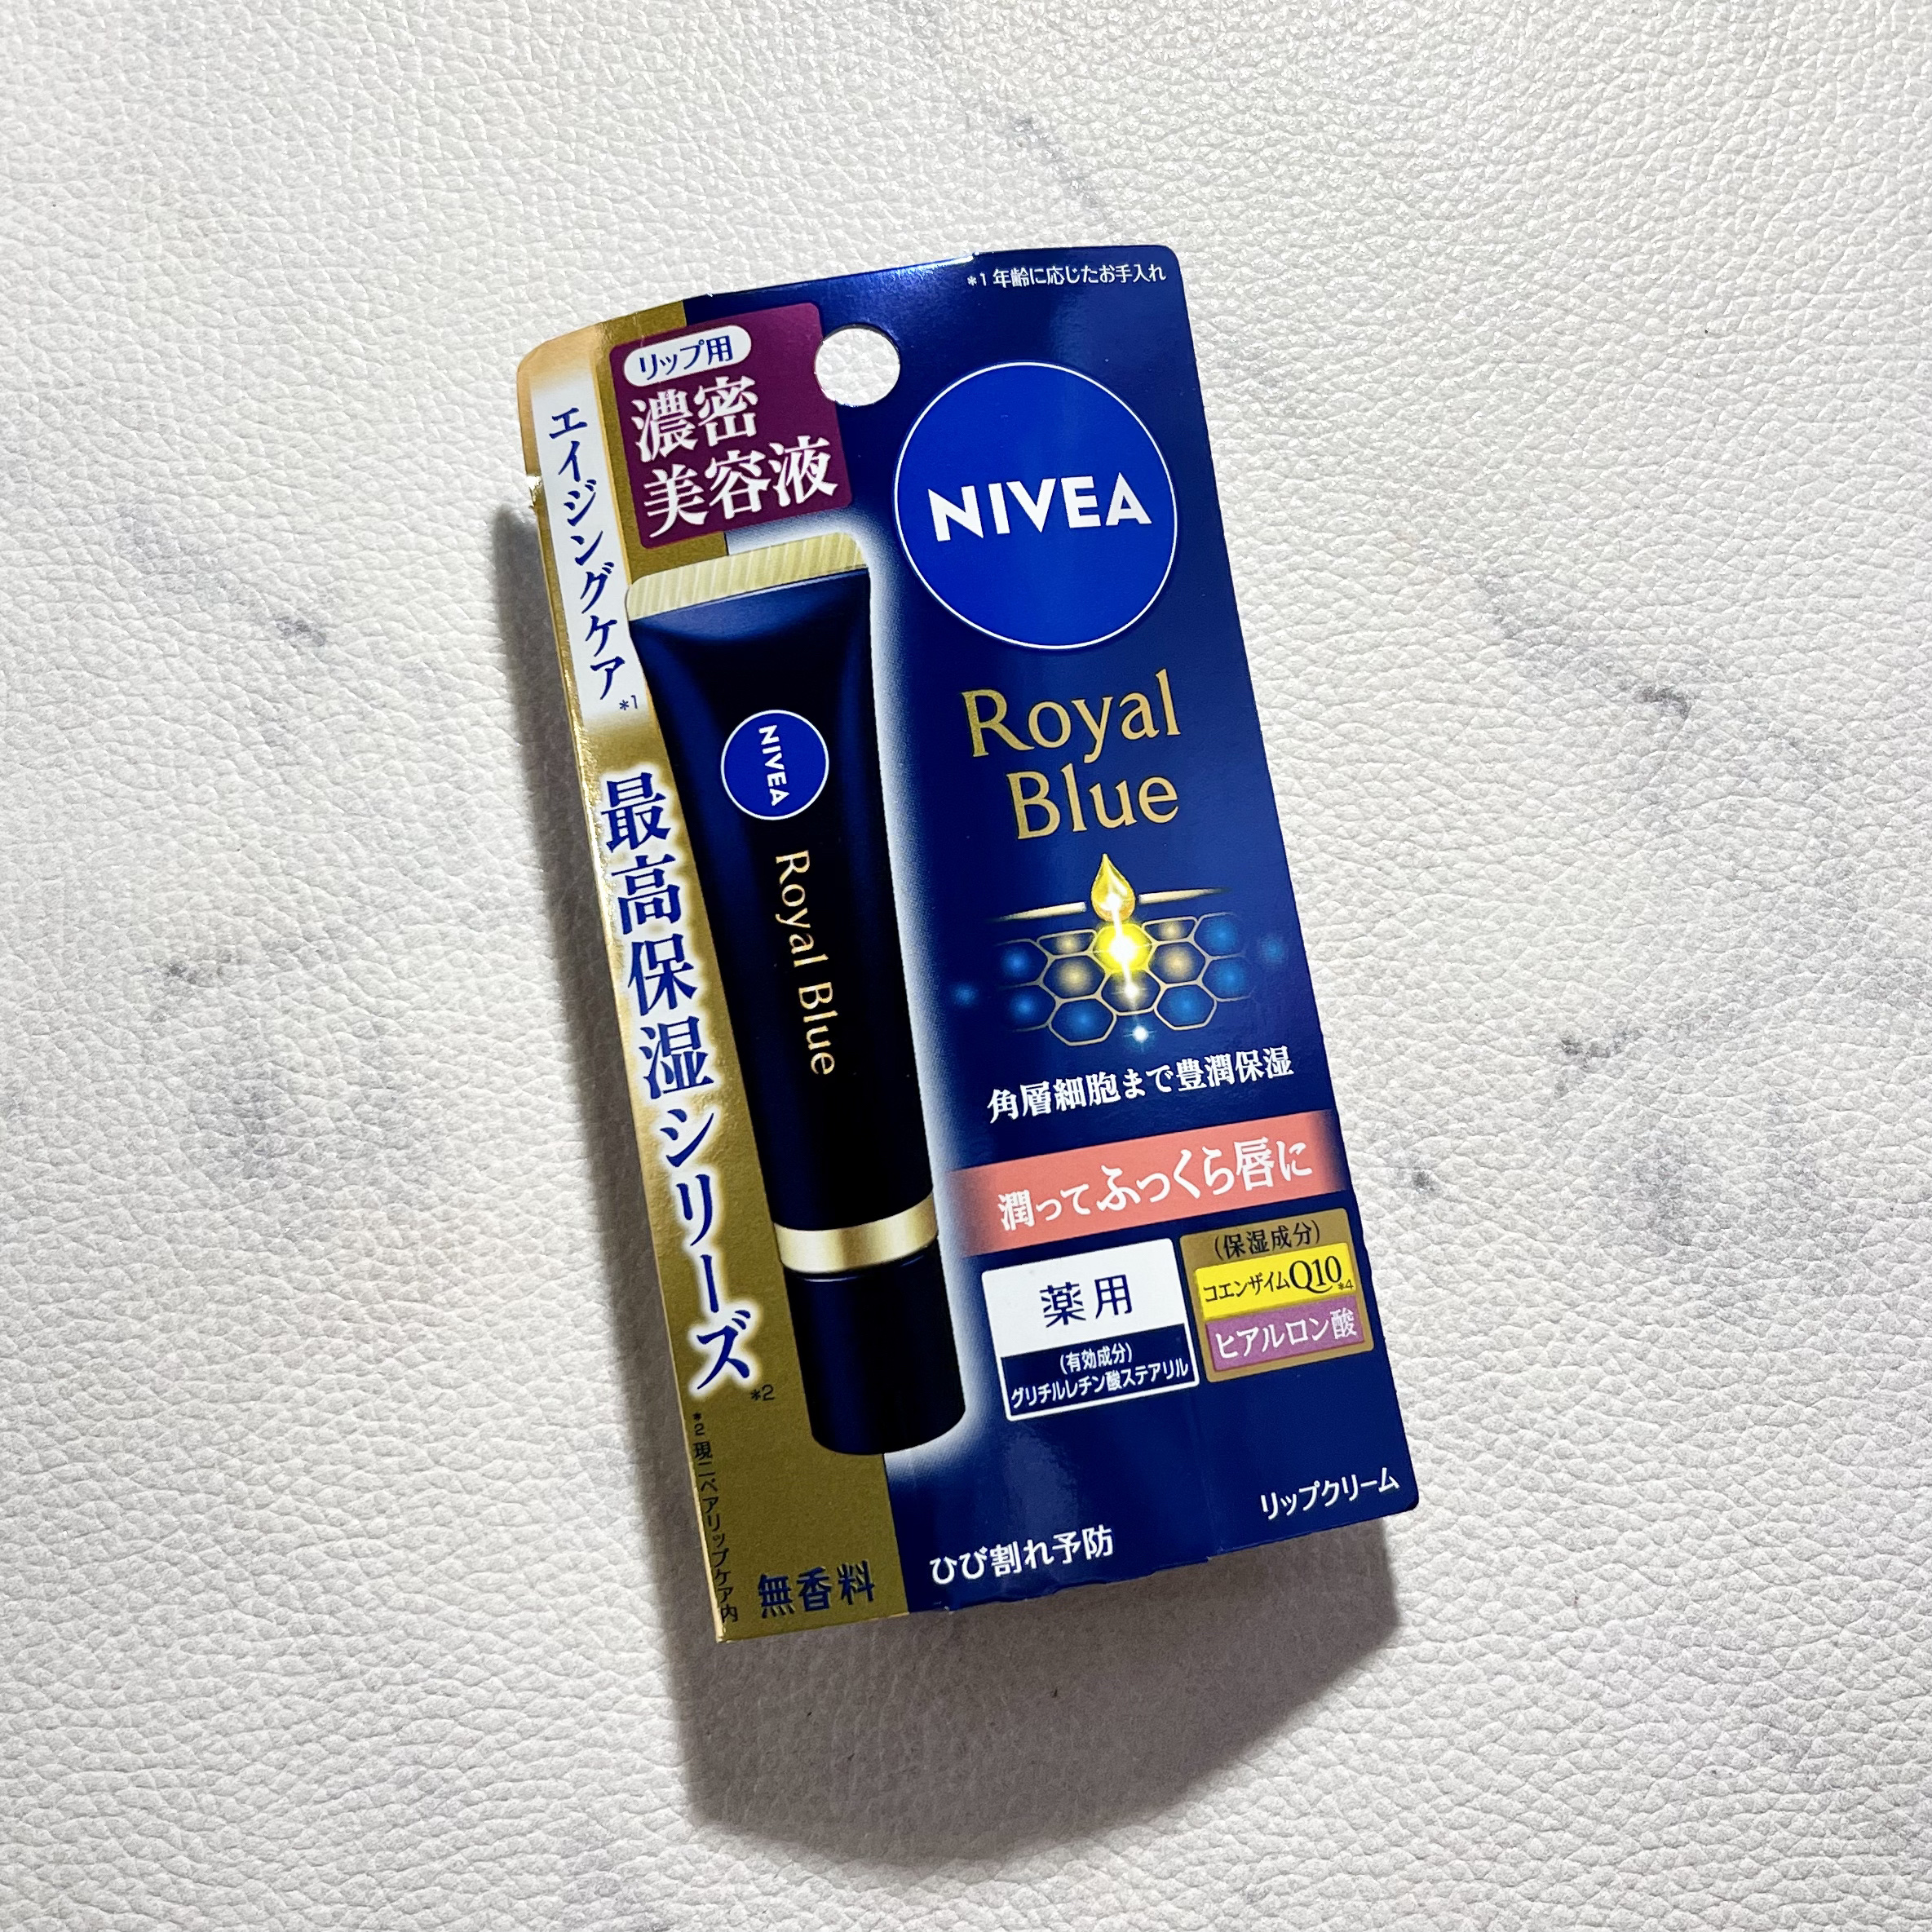 *1 年齢に応じたお手入れ
リップ用
濃密
美容液
エイジングケア*1
最高保湿シリーズ*2
*2 現ニベアリップケア内
無香料
NIVEA
Royal Blue
NIVEA
Royal
Blue
角層細胞まで豊潤保湿
潤ってふっくら唇に
薬用
(有効成分)
グリチルレチン酸ステアリル
(保湿成分)
コエンザイムQ10*4
ヒアルロン酸
ひび割れ予防
リップクリーム